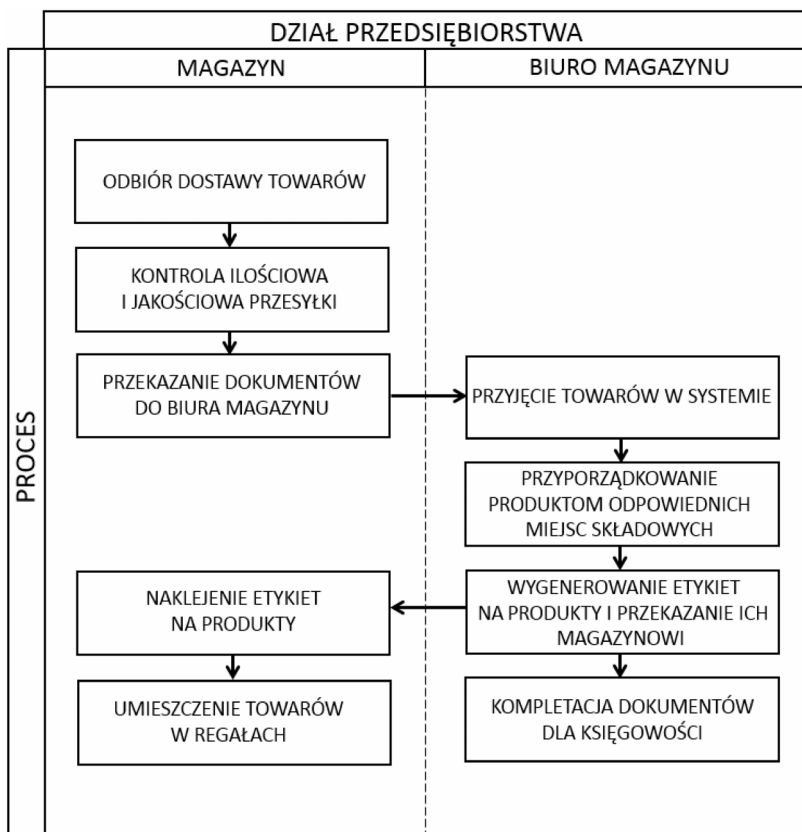 DZIAŁ PRZEDSIĘBIORSTWA
MAGAZYN
BIURO MAGAZYNU
PROCES
ODBIÓR DOSTAWY TOWARÓW
KONTROLA ILOŚCIOWA
I JAKOŚCIOWA PRZESYŁKI
PRZEKAZANIE DOKUMENTÓW
DO BIURA MAGAZYNU
PRZYJĘCIE TOWARÓW W SYSTEMIE
PRZYPORZĄDKOWANIE
PRODUKTOM ODPOWIEDNICH
MIEJSC SKŁADOWYCH
WYGENEROWANIE ETYKIET
NA PRODUKTY I PRZEKAZANIE ICH
MAGAZYNOWI
NAKLEJENIE ETYKIET
NA PRODUKTY
UMIESZCZENIE TOWARÓW
W REGAŁACH
KOMPLETACJA DOKUMENTÓW
DLA KSIĘGOWOŚCI